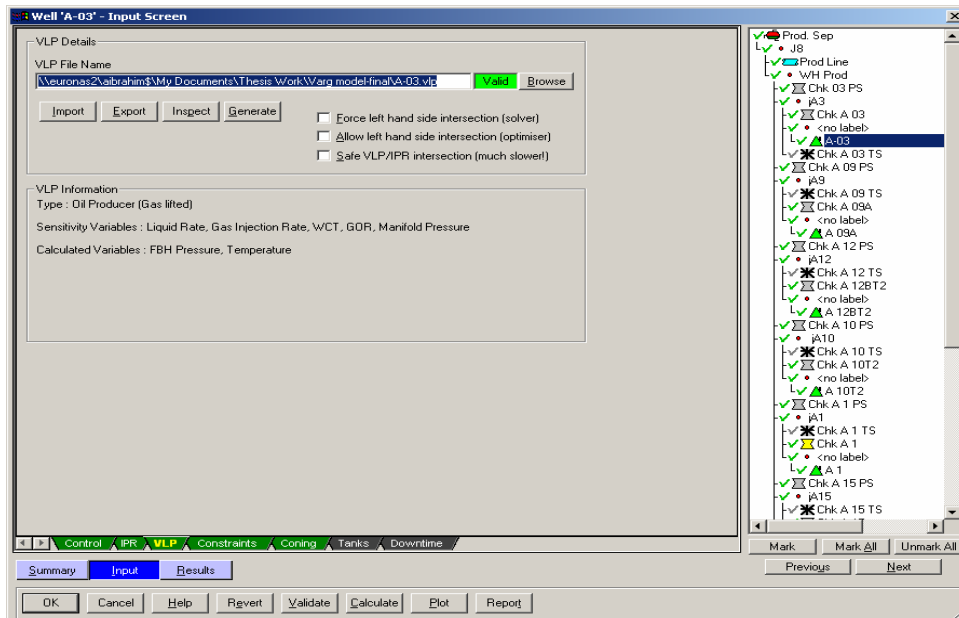 Well 'A-03' - Input Screen
VLP Details
VLP File Name
\\euronas2\aibrahim$\My Documents\Thesis Work\Varg model-final\A-03.vlp Valid Browse
Import Export Inspect Generate
Force left hand side intersection (solver)
Allow left hand side intersection (optimiser)
Safe VLP/IPR intersection (much slower!)
VLP Information
Type : Oil Producer (Gas lifted)
Sensitivity Variables : Liquid Rate, Gas Injection Rate, WCT, GOR, Manifold Pressure
Calculated Variables : FBH Pressure, Temperature
Control IPR VLP Constraints Coning Tanks Downtime
Summary Input Results
OK Cancel Help Revert Validate Calculate Plot Report
Prod. Sep
J8
Prod Line
WH Prod
Chk 03 PS
jA3
Chk A 03
<no label>
A-03
Chk A 03 TS
Chk A 09 PS
jA9
Chk A 09 TS
Chk A 09A
<no label>
A 09A
Chk A 12 PS
jA12
Chk A 12 TS
Chk A 12BT2
<no label>
A 12BT2
Chk A 10 PS
jA10
Chk A 10 TS
Chk A 10T2
<no label>
A 10T2
Chk A 1 PS
jA1
Chk A 1 TS
Chk A 1
<no label>
A 1
Chk A 15 PS
jA15
Chk A 15 TS
Mark Mark All Unmark All
Previous Next